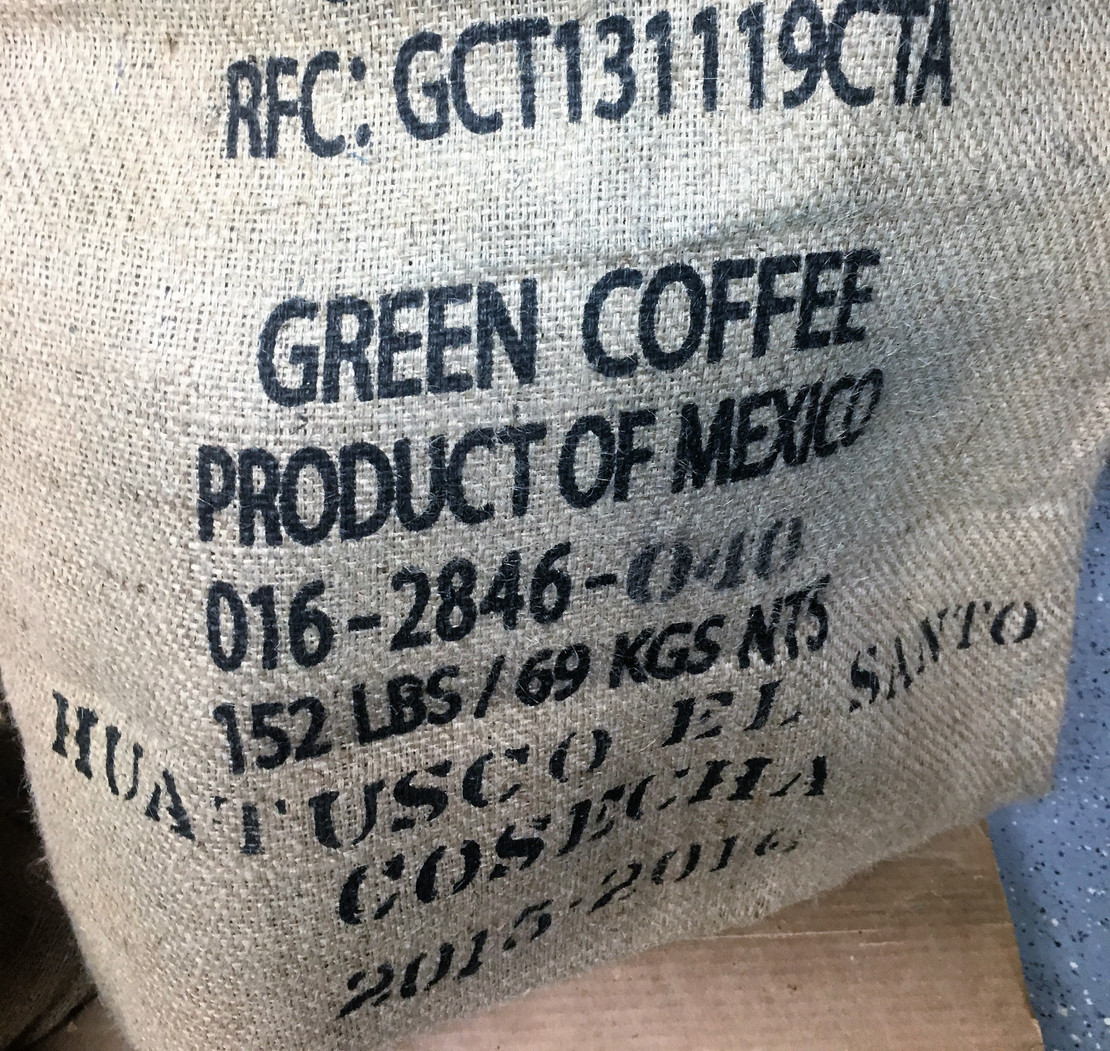 RFC: GCT131119CTA
GREEN COFFEE
PRODUCT OF MEXICO
016-2846-040
152 LBS/69 KGS NTS
HUATUSCO EL SANTO
COSECHA
2015-2016